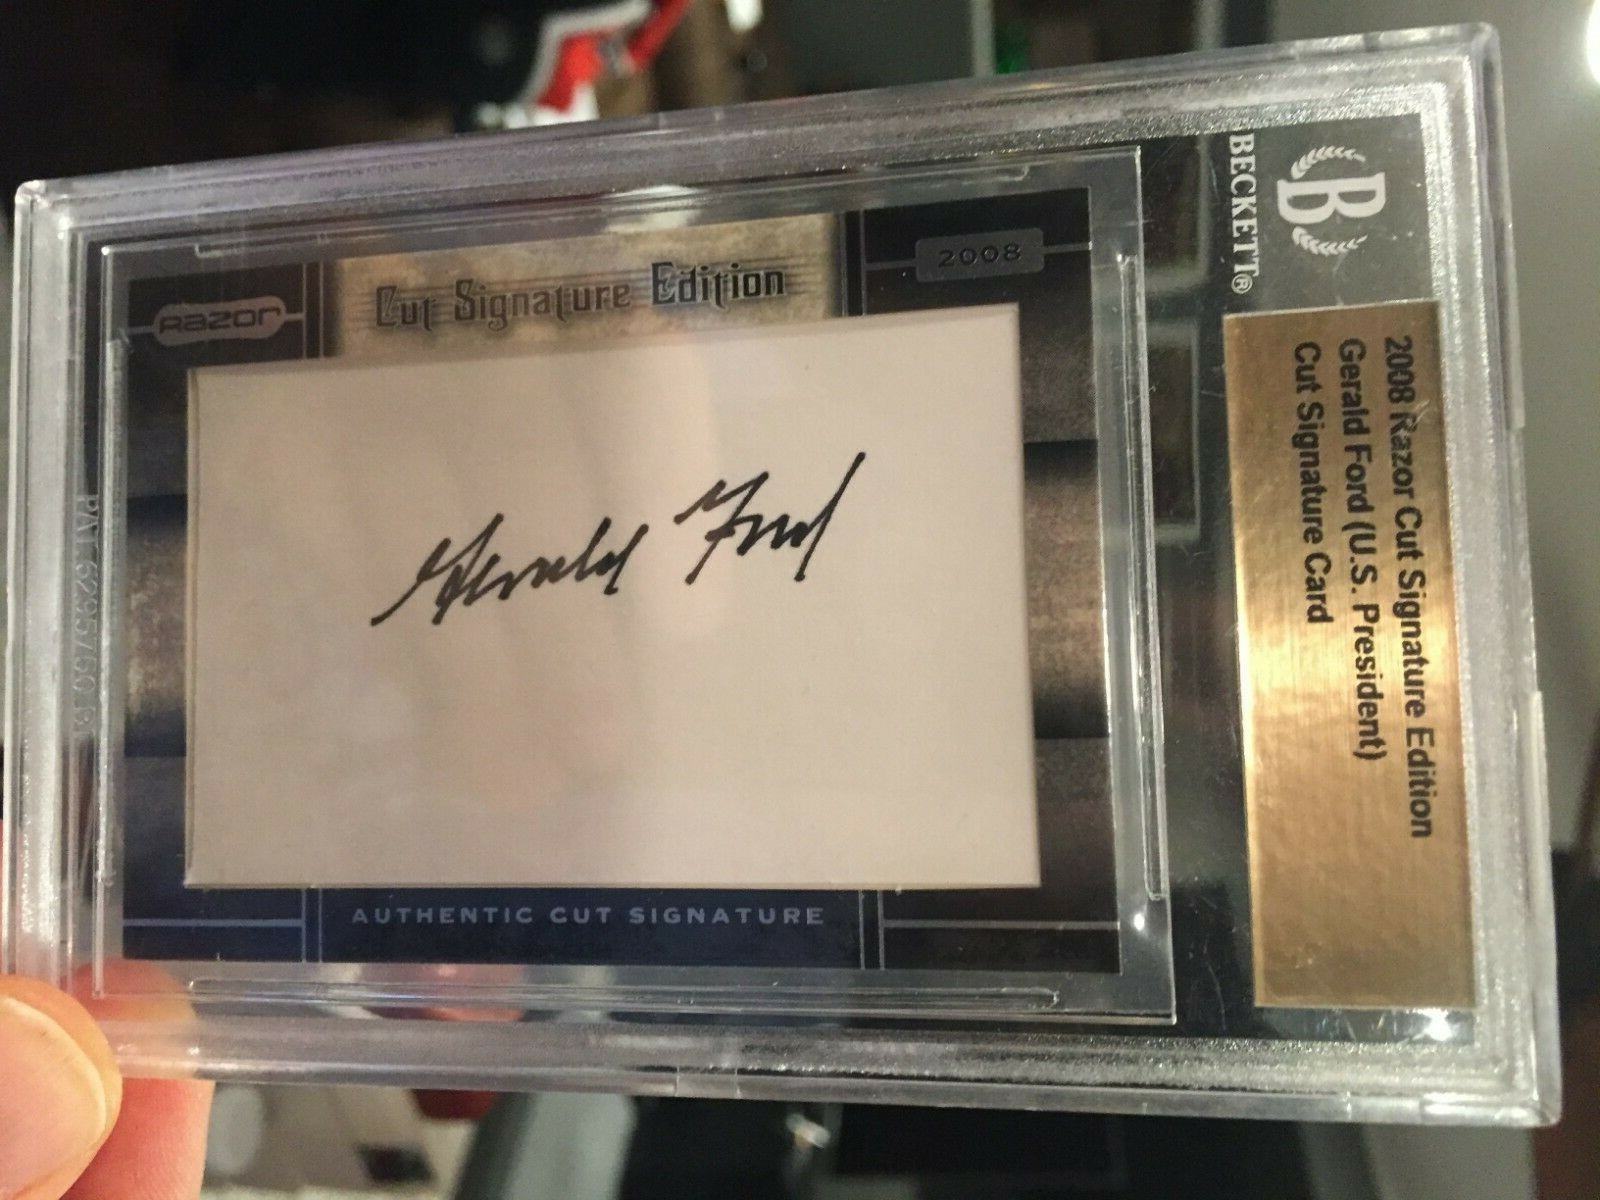 Razor
Cut Signature Edition
2008
Gerald Ford
AUTHENTIC CUT SIGNATURE
BECKETT®
2008 Razor Cut Signature Edition
Gerald Ford (U.S. President)
Cut Signature Card